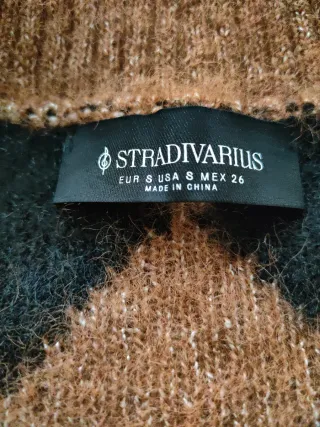 STRADIVARIUS
EUR S USA S MEX 26
MADE IN CHINA